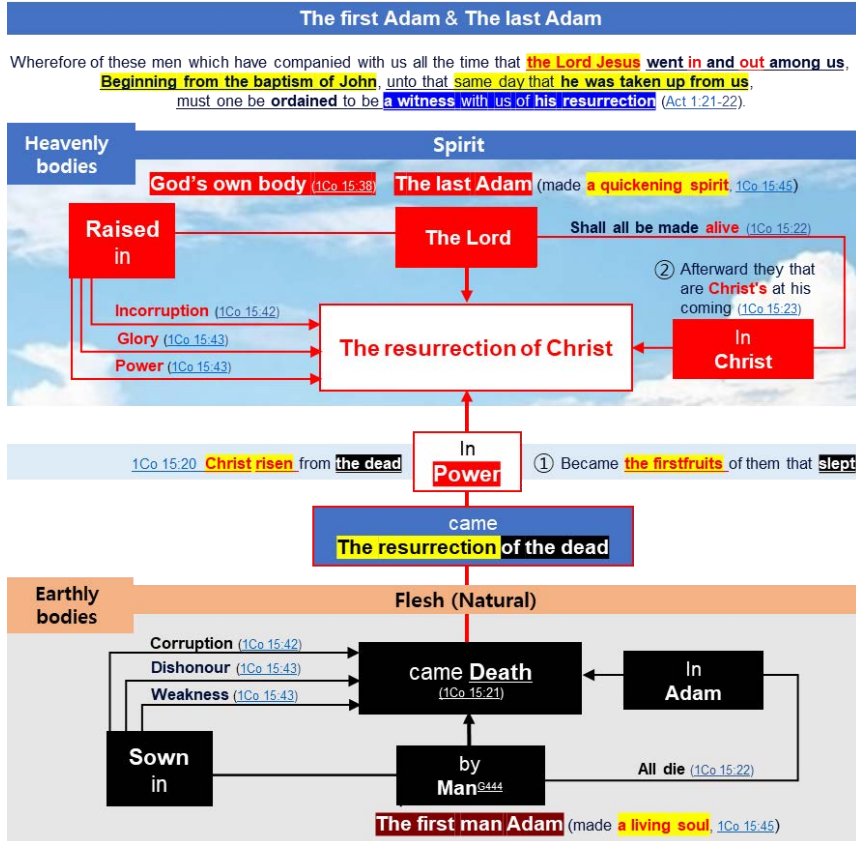 The first Adam & The last Adam
Wherefore of these men which have companied with us all the time that the Lord Jesus went in and out among us,
Beginning from the baptism of John, unto that same day that he was taken up from us,
must one be ordained to be a witness with us of his resurrection (Act 1:21-22).
Heavenly
bodies
Spirit
God's own body (1Co 15:38) The last Adam (made a quickening spirit, 1Co 15:45)
Raised
in
The Lord
Shall all be made alive (1Co 15:22)
② Afterward they that
are Christ's at his
coming (1Co 15:23)
Incorruption (1Co 15:42)
Glory (1Co 15:43)
Power (1Co 15:43)
The resurrection of Christ
In
Christ
1Co 15:20 Christ risen from the dead
In
Power
① Became the firstfruits of them that slept
came
The resurrection of the dead
Earthly
bodies
Flesh (Natural)
Corruption (1Co 15:42)
Dishonour (1Co 15:43)
Weakness (1Co 15:43)
came Death
(1Co 15:21)
In
Adam
Sown
in
by
Man G444
All die (1Co 15:22)
The first man Adam (made a living soul, 1Co 15:45)